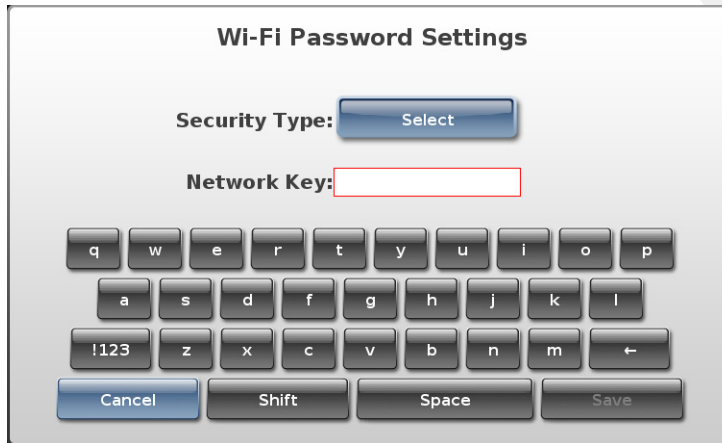 Wi-Fi Password Settings
Security Type: Select
Network Key:
q w e r t y u i o p
a s d f g h j k l
!123 z x c v b n m ←
Cancel Shift Space Save